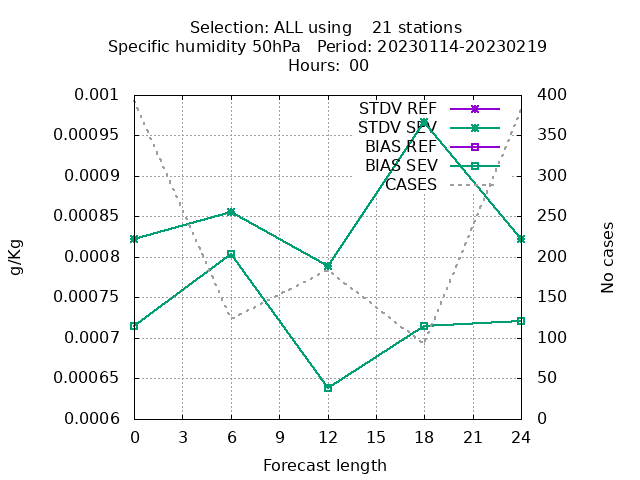 Selection: ALL using    21 stations
Specific humidity 50hPa   Period: 20230114-20230219
Hours:  00
0.001
0.00095
0.0009
0.00085
0.0008
0.00075
0.0007
0.00065
0.0006
g/Kg
STDV REF
STDV SEV
BIAS REF
BIAS SEV
CASES
400
350
300
250
200
150
100
50
0
No cases
0 3 6 9 12 15 18 21 24
Forecast length